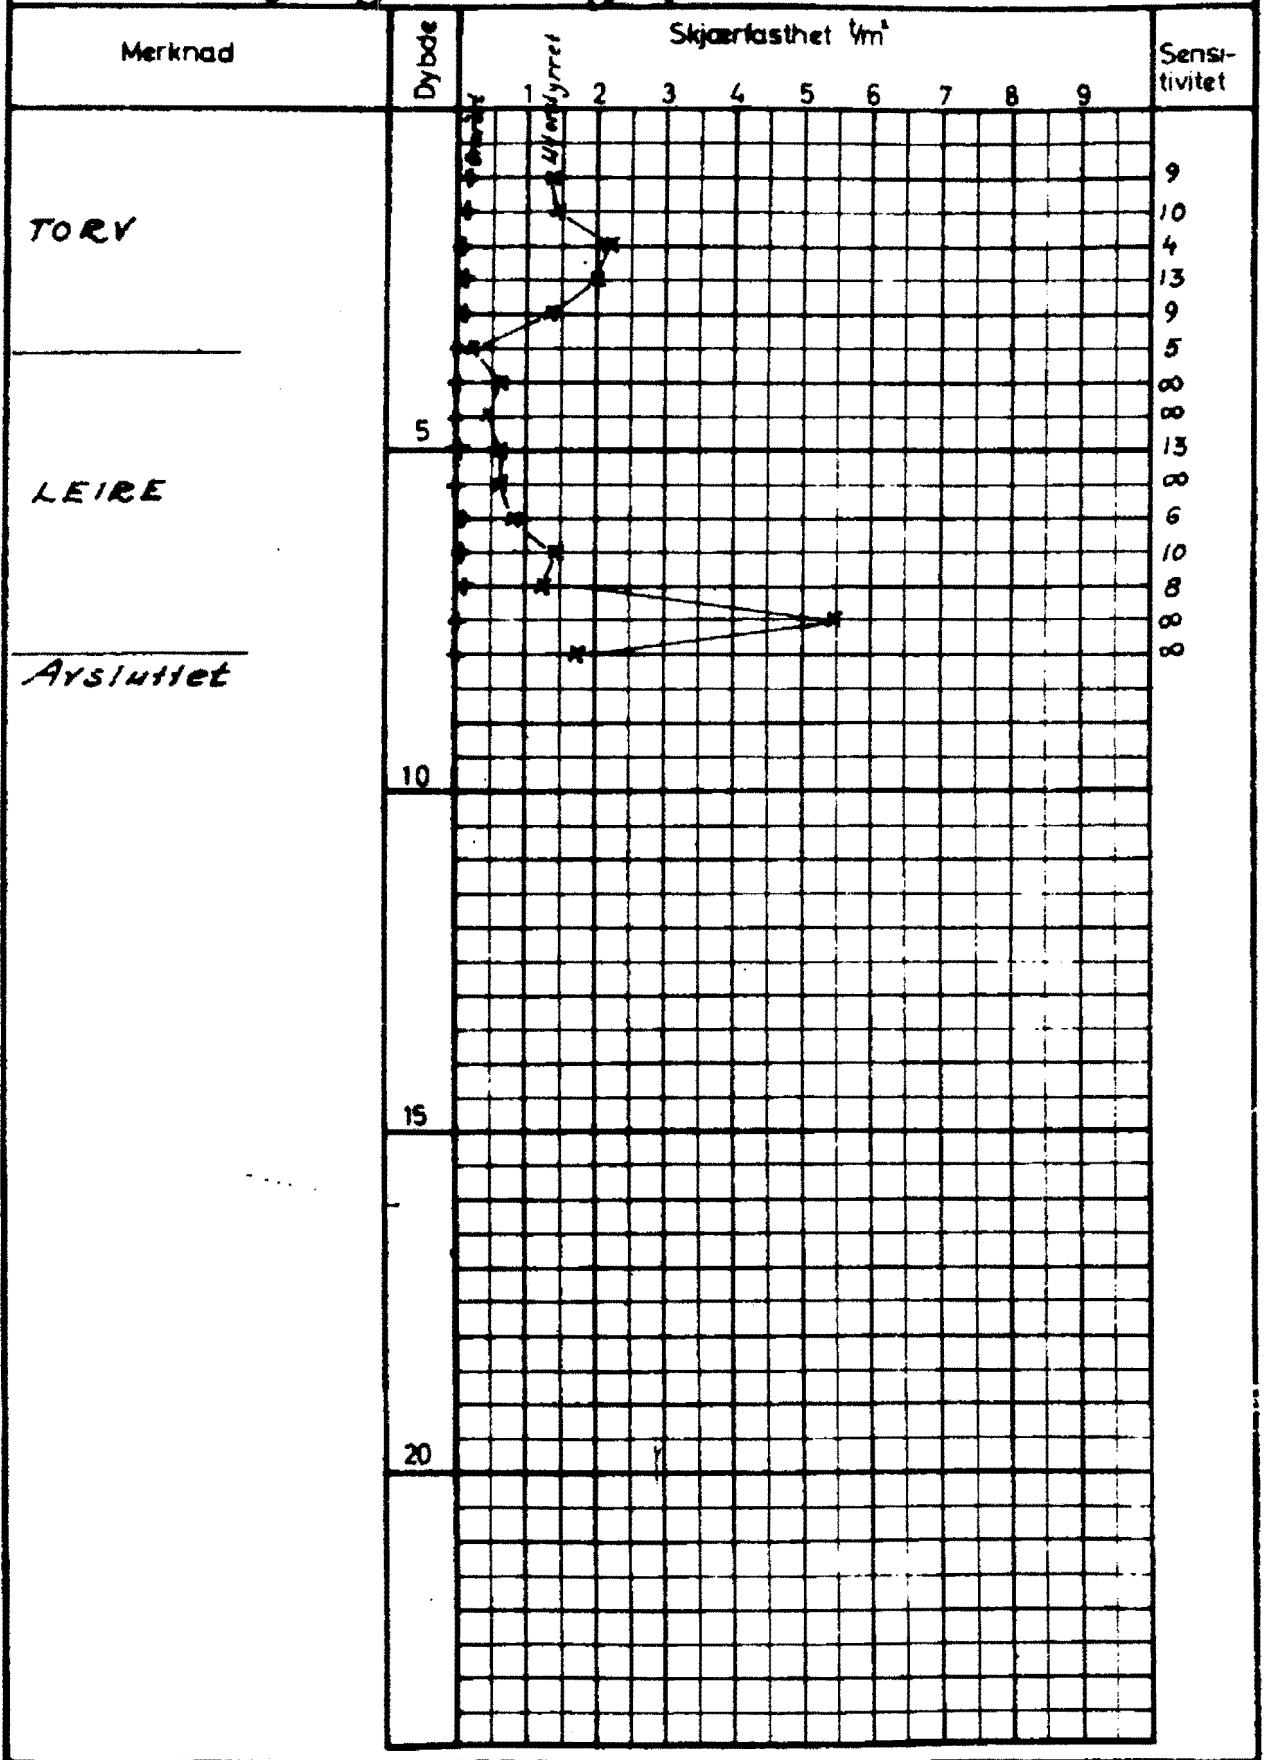 Merknad
Dybde
Skjærfasthet t/m²
Sensi-
tivitet
1 2 3 4 5 6 7 8 9
Omrørt
Uforstyrret
9
10
TORV
4
13
9
5
∞
∞
5
13
LEIRE
∞
6
10
8
∞
∞
Avsluttet
10
15
20